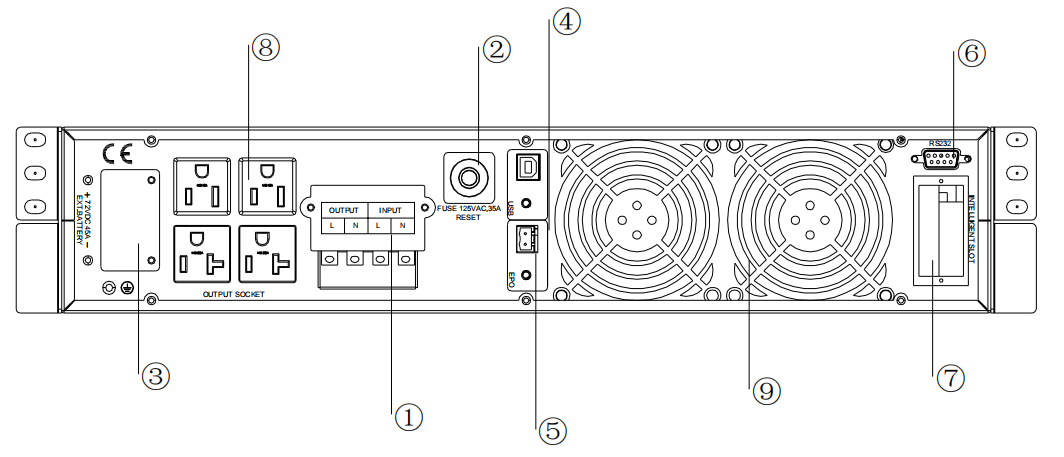 ④
②
⑧
⑥
RS232
CE
+ 72VDC 45A −
EXT.BATTERY
OUTPUT INPUT
L N L N
FUSE 125VAC,35A
RESET
USB
EPO
INTELLIGENT SLOT
OUTPUT SOCKET
③
⑦
⑨
①
⑤